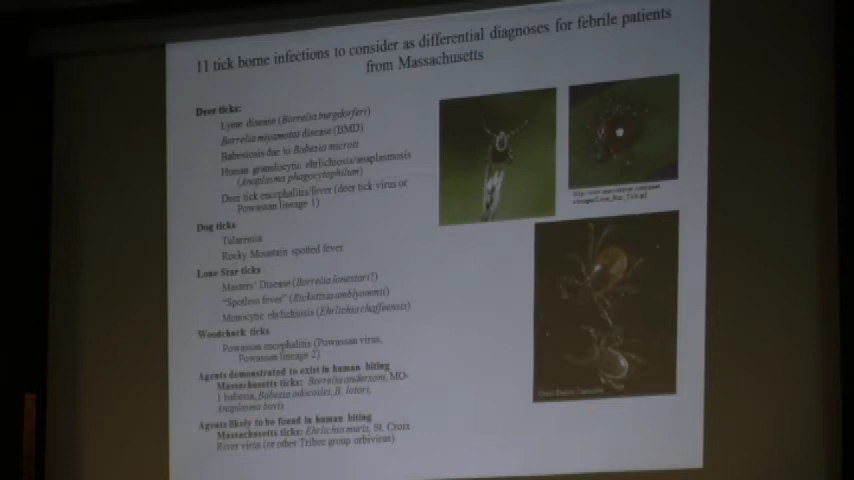 11 tick borne infections to consider as differential diagnoses for febrile patients
from Massachusetts
Deer ticks:
Lyme disease (Borrelia burgdorferi)
Borrelia miyamotoi disease (BMD)
Babesiosis due to Babesia microti
Human granulocytic ehrlichiosis/anaplasmosis
(Anaplasma phagocytophilum)
Deer tick encephalitis/fever (deer tick virus or
Powassan lineage 1)
Dog ticks
Tularemia
Rocky Mountain spotted fever
Lone Star ticks
Masters' Disease (Borrelia lonestari?)
"Spotless fever" (Rickettsia amblyommii)
Monocytic ehrlichiosis (Ehrlichia chaffeensis)
Woodchuck ticks
Powassan encephalitis (Powassan virus,
Powassan lineage 2)
Agents demonstrated to exist in human biting
Massachusetts ticks: Borrelia andersoni, MO-
1 babesia, Babesia odocoilei, B. lotori,
Anaplasma bovis
Agents likely to be found in human biting
Massachusetts ticks: Ehrlichia muris, St. Croix
River virus (or other Tribec group orbivirus)